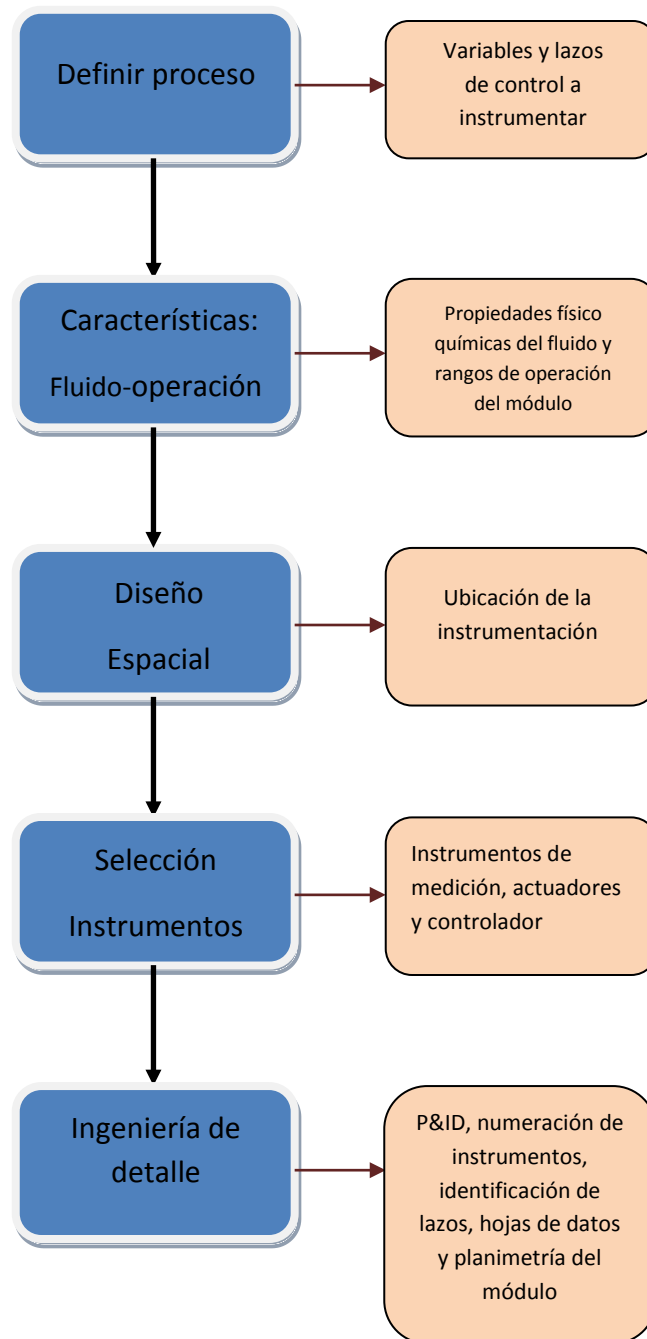 Definir proceso
Variables y lazos
de control a
instrumentar
Características:
Fluido-operación
Propiedades físico
químicas del fluido y
rangos de operación
del módulo
Diseño
Espacial
Ubicación de la
instrumentación
Selección
Instrumentos
Instrumentos de
medición, actuadores
y controlador
Ingeniería de
detalle
P&ID, numeración de
instrumentos,
identificación de
lazos, hojas de datos
y planimetría del
módulo